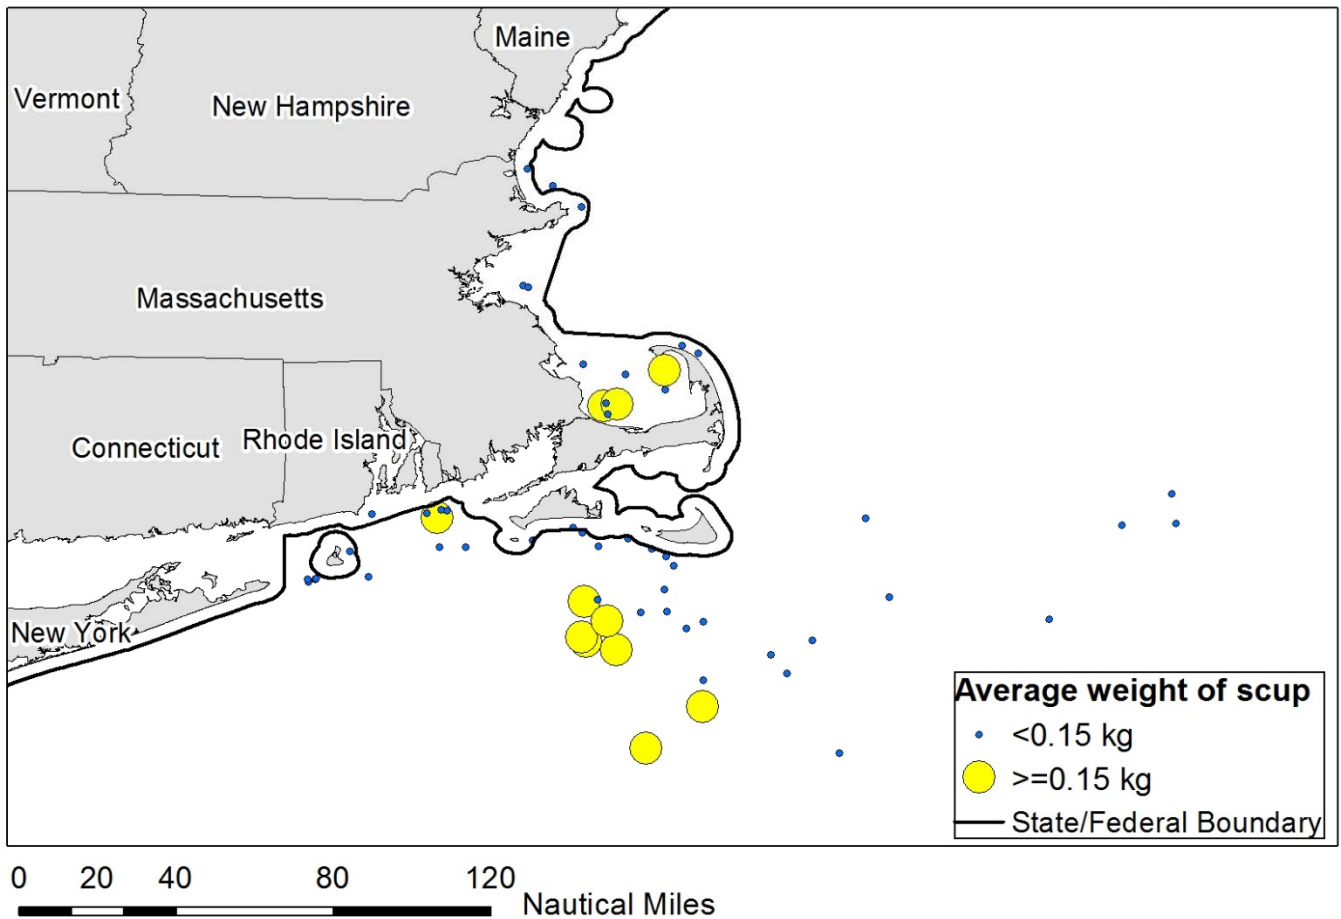 Maine
Vermont
New Hampshire
Massachusetts
Connecticut
Rhode Island
New York
Average weight of scup
<0.15 kg
>=0.15 kg
State/Federal Boundary
0 20 40 80 120
Nautical Miles